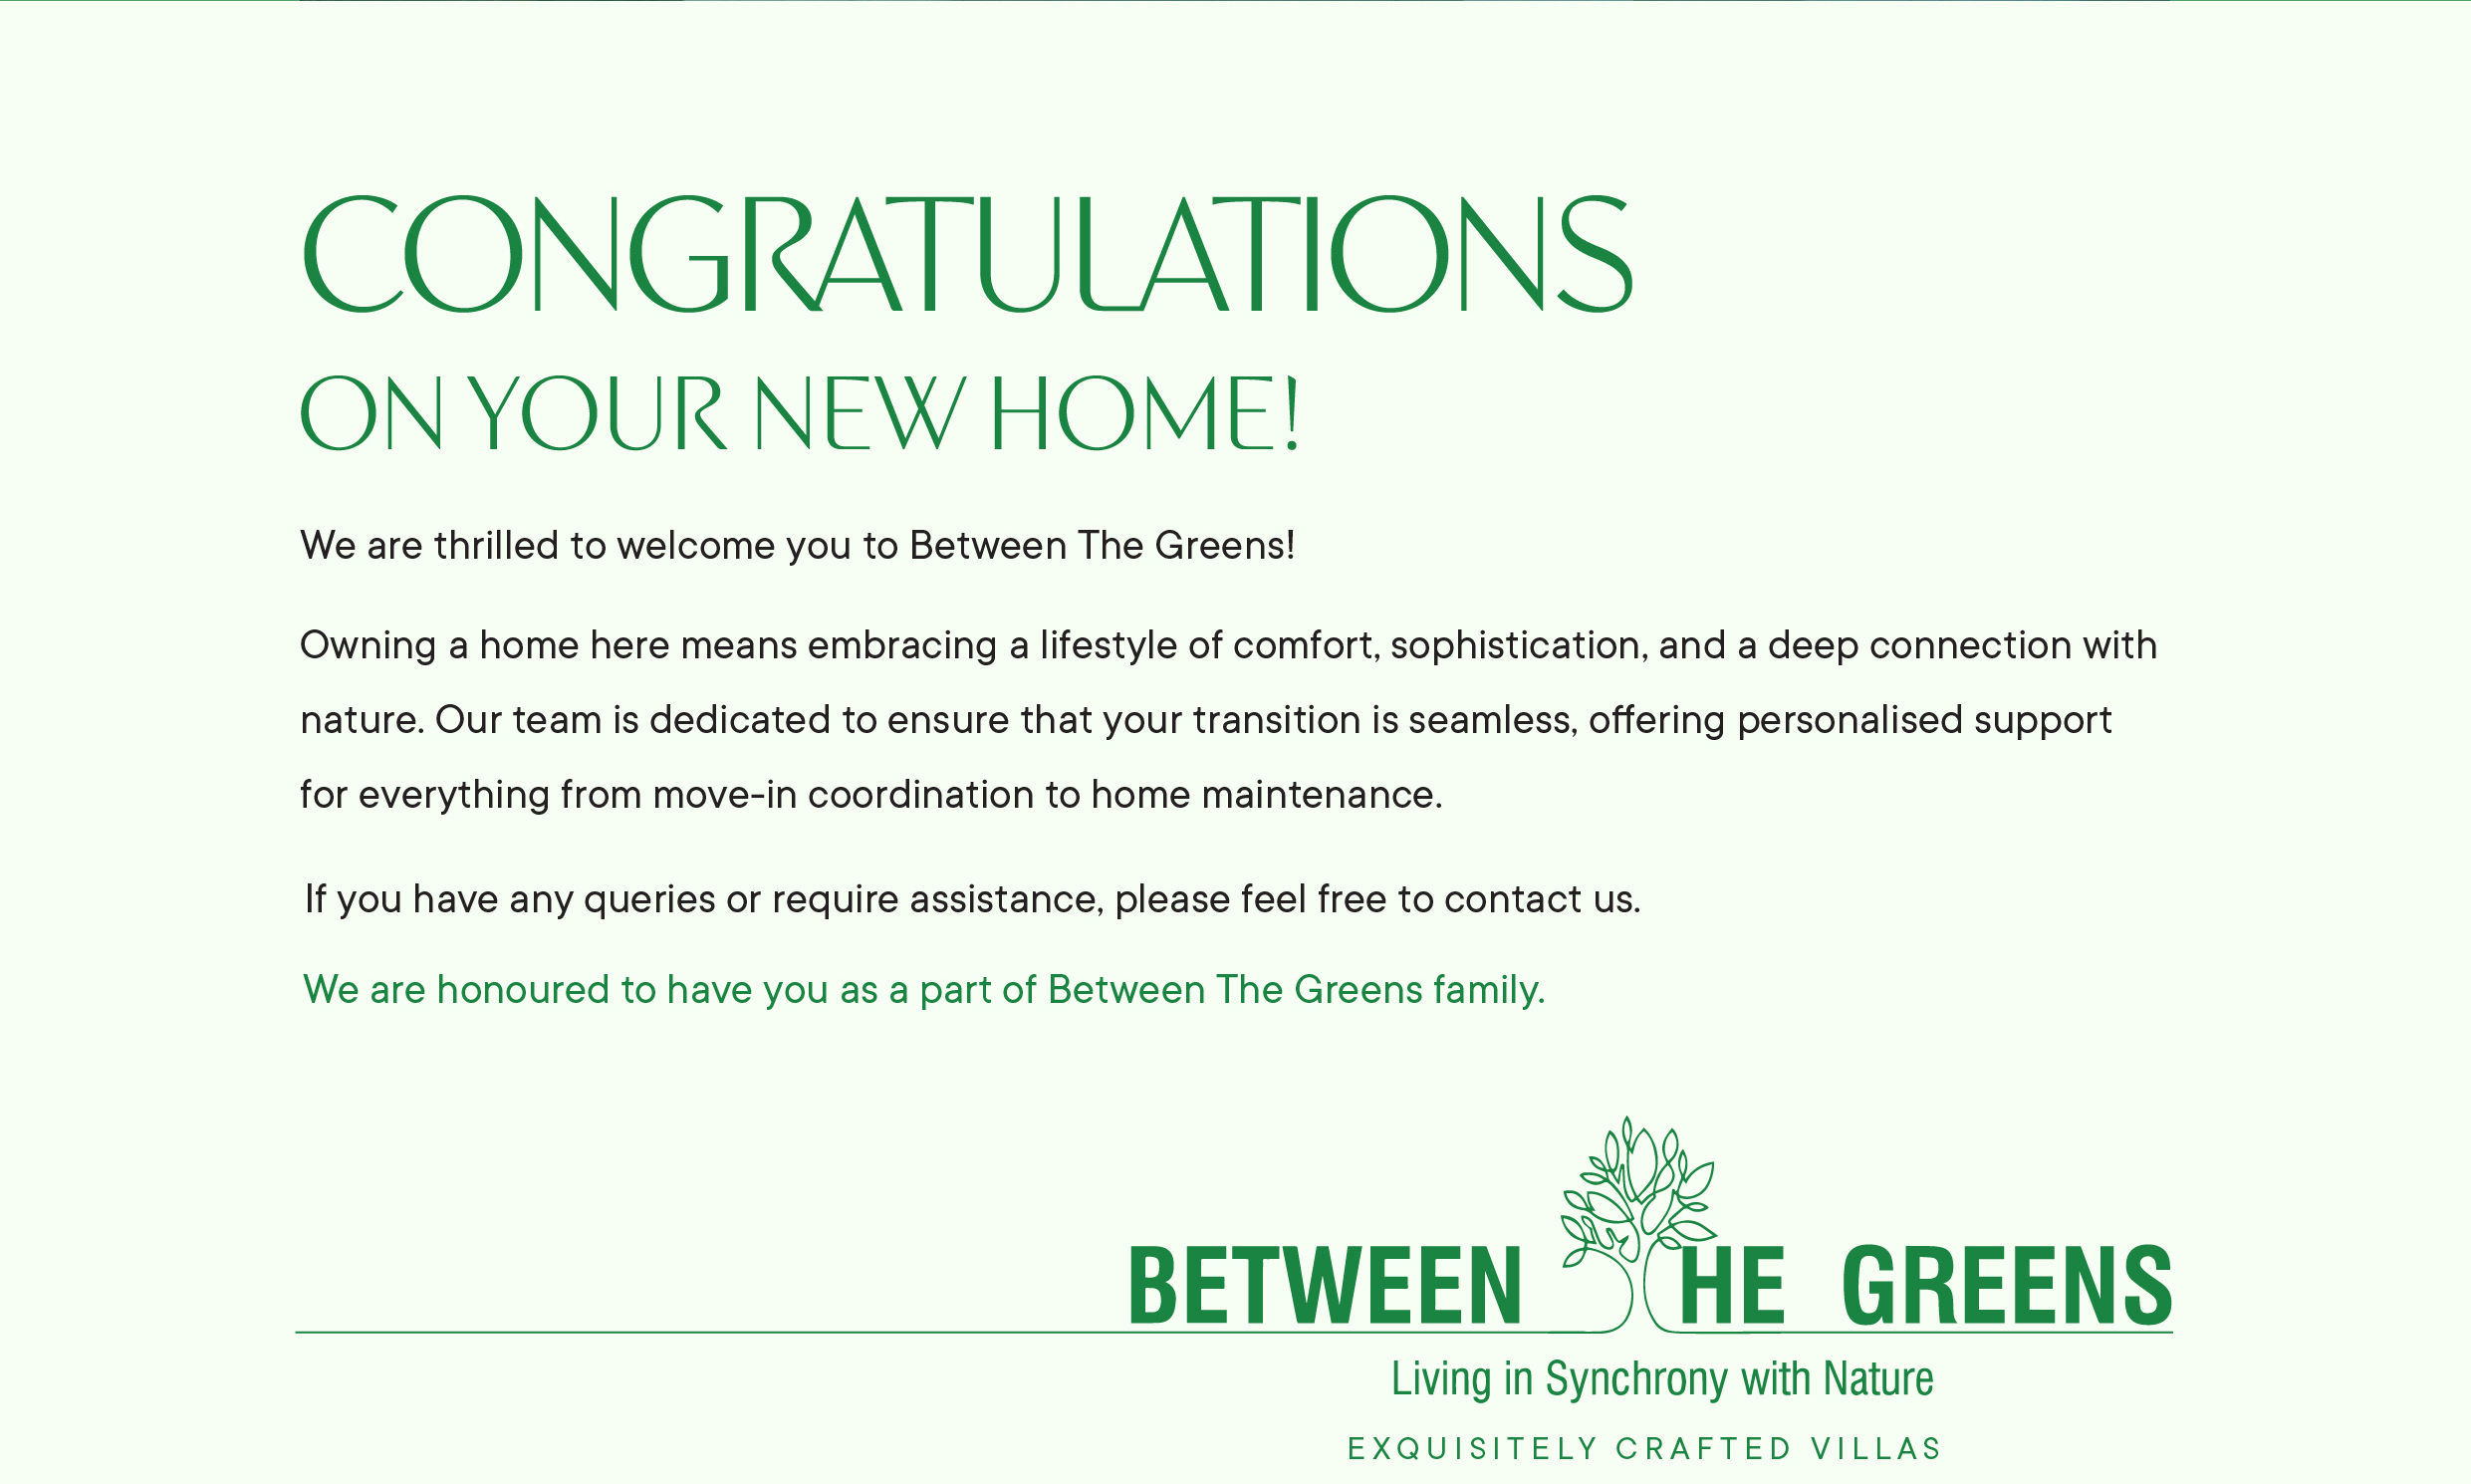 CONGRATULATIONS
ON YOUR NEW HOME!
We are thrilled to welcome you to Between The Greens!
Owning a home here means embracing a lifestyle of comfort, sophistication, and a deep connection with
nature. Our team is dedicated to ensure that your transition is seamless, offering personalised support
for everything from move-in coordination to home maintenance.
If you have any queries or require assistance, please feel free to contact us.
We are honoured to have you as a part of Between The Greens family.
BETWEEN THE GREENS
Living in Synchrony with Nature
EXQUISITELY CRAFTED VILLAS